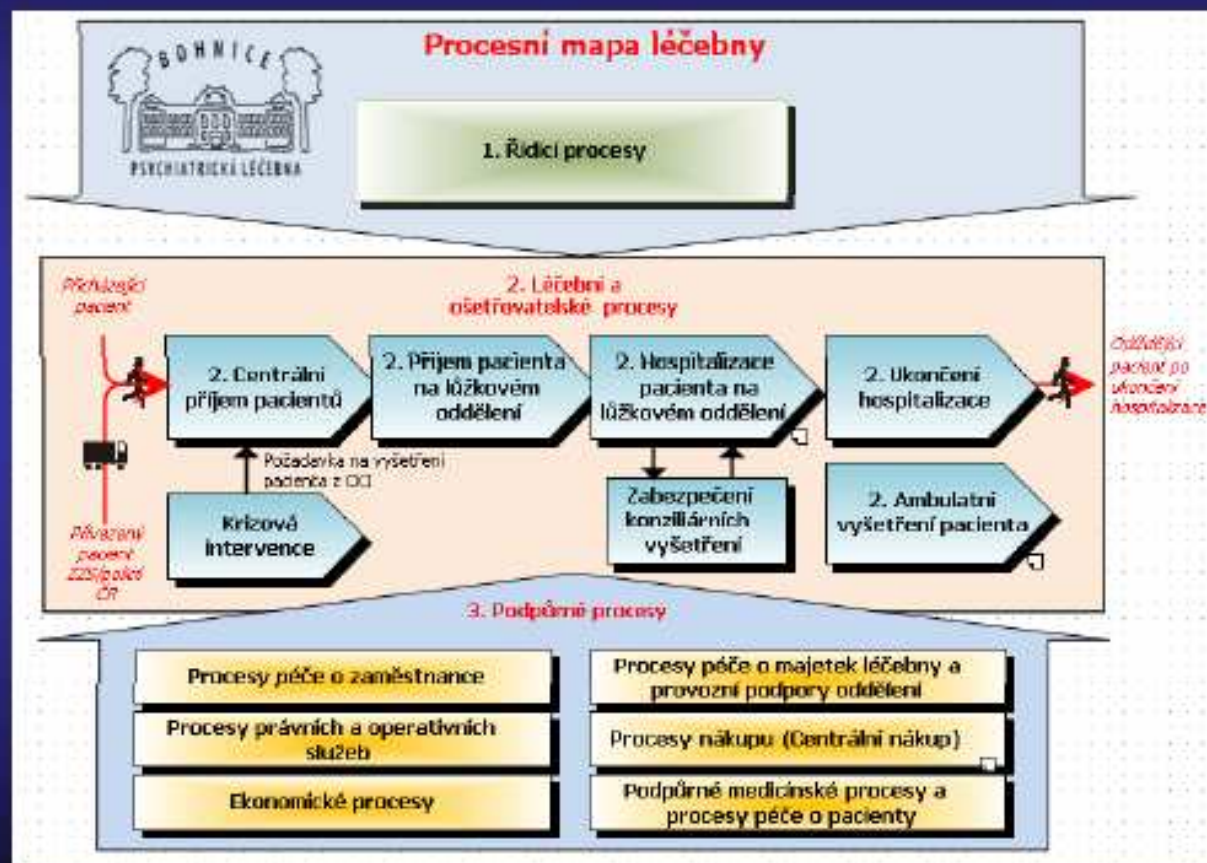 BOHNICE
PSYCHIATRICKÁ LÉČEBNA
Procesní mapa léčebny
1. Řídící procesy
2. Léčební a
ošetřovatelské procesy
Přicházející
pacient
2. Centrální
příjem pacientů
2. Příjem pacienta
na lůžkovém
oddělení
2. Hospitalizace
pacienta na
lůžkovém oddělení
2. Ukončení
hospitalizace
pacient po
ukončení
hospitalizace
Požadavka na vyšetření
pacienta z
Krizová
intervence
Zabezpečení
konziliárních
vyšetření
2. Ambulatní
vyšetření pacienta
pacient
ČR
3. Podpůrné procesy
Procesy péče o zaměstnance
Procesy právních a operativních
služeb
Ekonomické procesy
Procesy péče o majetek léčebny a
provozní podpory oddělení
Procesy nákupu (Centrální nákup)
Podpůrné medicínské procesy a
procesy péče o pacienty